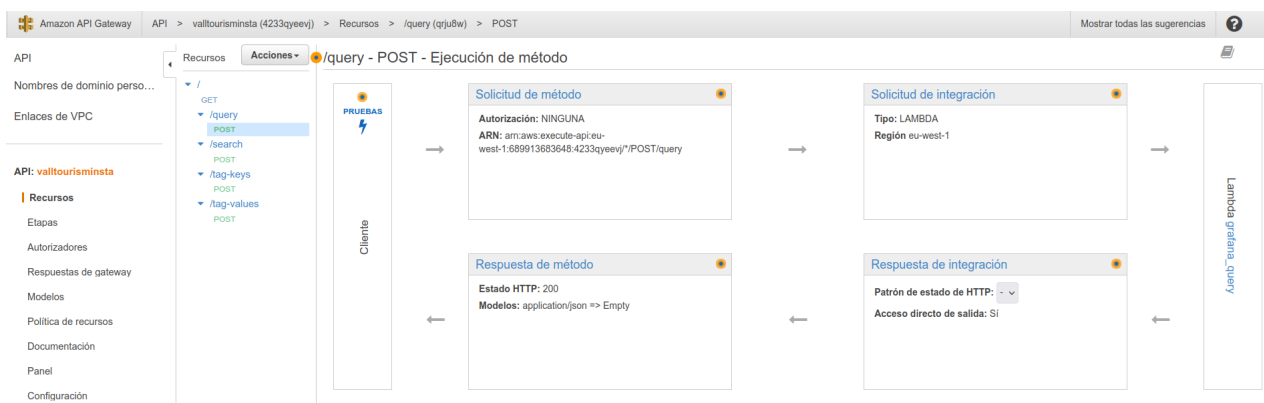 Amazon API Gateway API > valltourisminsta (4233qyeevj) > Recursos > /query (qrju8w) > POST Mostrar todas las sugerencias ?
API
Nombres de dominio perso...
Enlaces de VPC
API: valltourisminsta
Recursos
Etapas
Autorizadores
Respuestas de gateway
Modelos
Política de recursos
Documentación
Panel
Configuración
Recursos Acciones
/
GET
/query
POST
/search
POST
/tag-keys
POST
/tag-values
POST
/query - POST - Ejecución de método
PRUEBAS
Cliente
Solicitud de método
Autorización: NINGUNA
ARN: arn:aws:execute-api:eu-
west-1:689913683648:4233qyeevj/*/POST/query
Solicitud de integración
Tipo: LAMBDA
Región eu-west-1
Lambda grafana_query
Respuesta de método
Estado HTTP: 200
Modelos: application/json => Empty
Respuesta de integración
Patrón de estado de HTTP: -
Acceso directo de salida: Sí